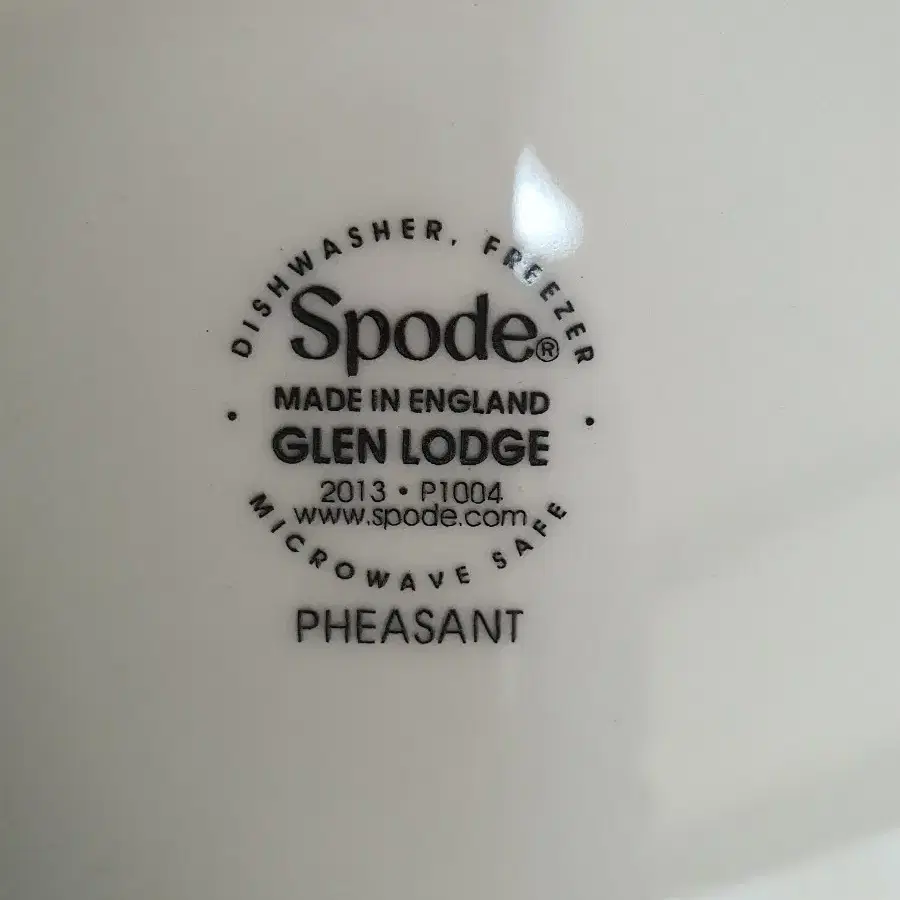 DISHWASHER, FREEZER
Spode®
MADE IN ENGLAND
GLEN LODGE
2013 • P1004
www.spode.com
MICROWAVE SAFE
PHEASANT